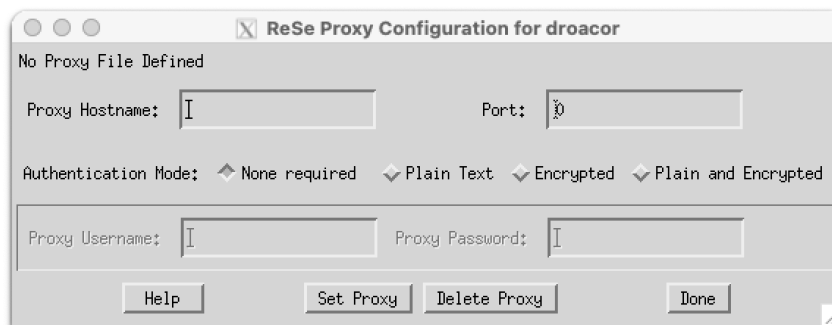 ReSe Proxy Configuration for droacor
No Proxy File Defined
Proxy Hostname: Port: 0
Authentication Mode: None required Plain Text Encrypted Plain and Encrypted
Proxy Username: Proxy Password:
Help Set Proxy Delete Proxy Done